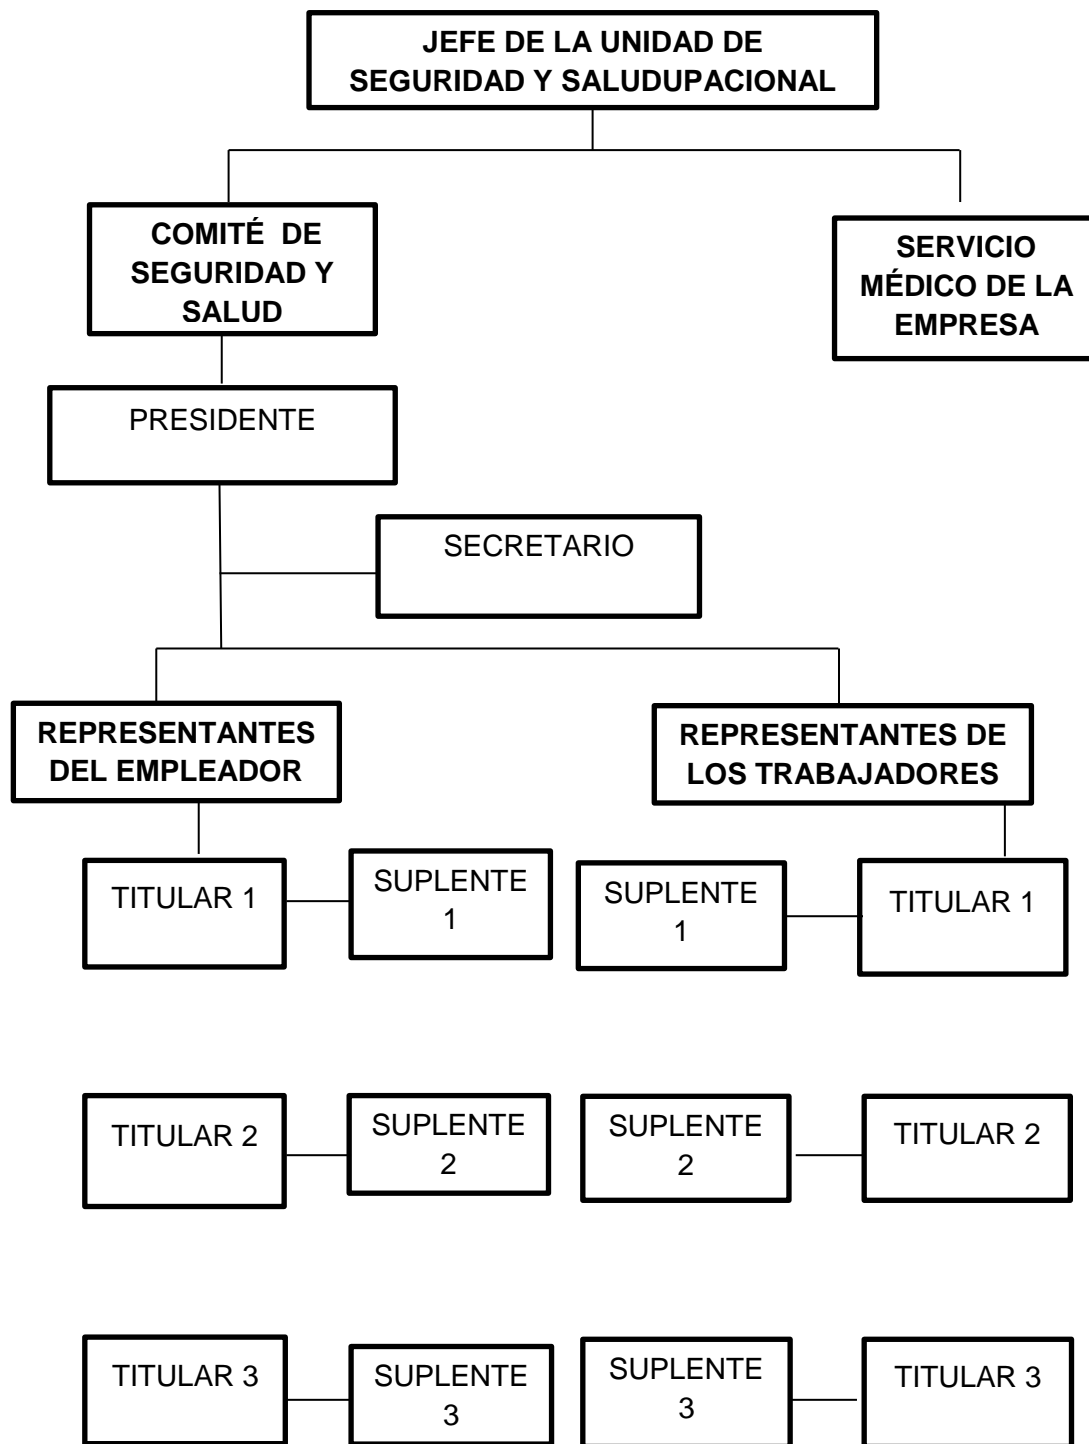 JEFE DE LA UNIDAD DE
SEGURIDAD Y SALUDUPACIONAL
COMITÉ DE
SEGURIDAD Y
SALUD
SERVICIO
MÉDICO DE LA
EMPRESA
PRESIDENTE
SECRETARIO
REPRESENTANTES
DEL EMPLEADOR
REPRESENTANTES DE
LOS TRABAJADORES
TITULAR 1
SUPLENTE
1
SUPLENTE
1
TITULAR 1
TITULAR 2
SUPLENTE
2
SUPLENTE
2
TITULAR 2
TITULAR 3
SUPLENTE
3
SUPLENTE
3
TITULAR 3